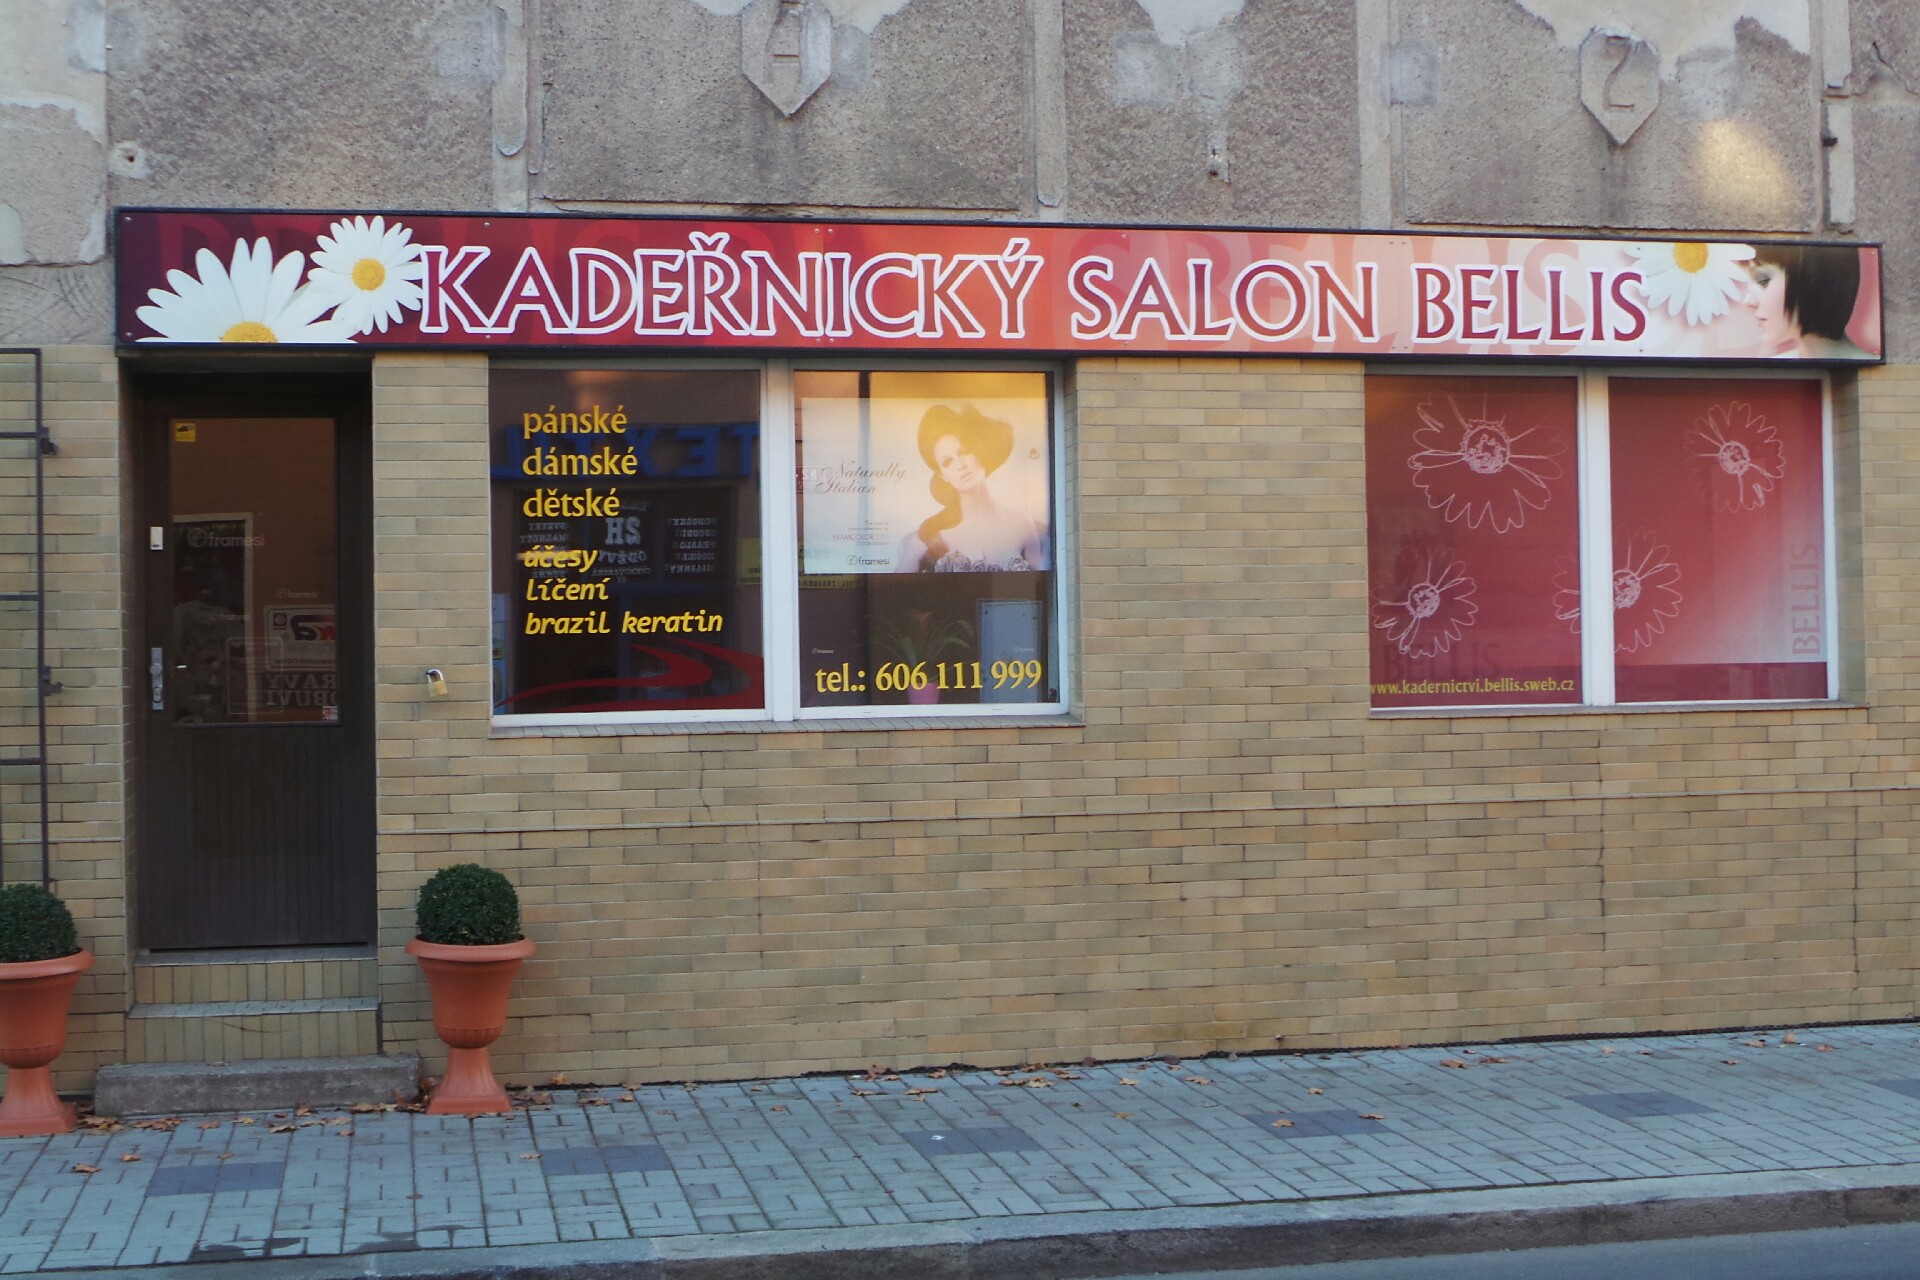 KADEŘNICKÝ SALON BELLIS
pánské
dámské
dětské
účesy
líčení
brazil keratin
Naturally
Italian
framesi
tel.: 606 111 999
www.kadernictvi.bellis.sweb.cz
BELLIS
BELLIS
framesi
2